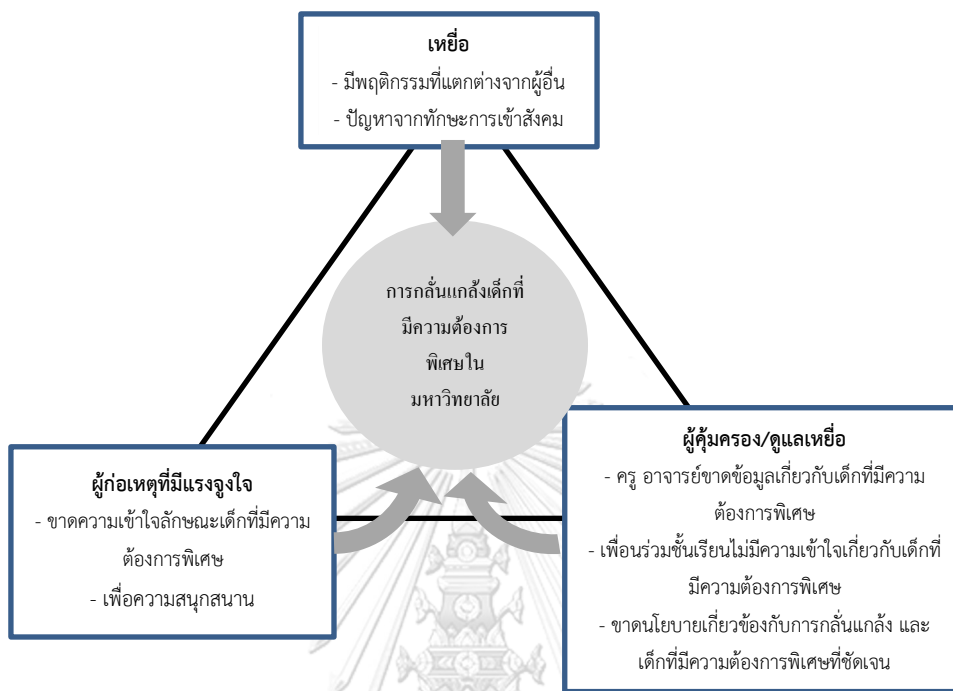 เหยื่อ
- มีพฤติกรรมที่แตกต่างจากผู้อื่น
- ปัญหาจากทักษะการเข้าสังคม
การกลั่นแกล้งเด็กที่
มีความต้องการ
พิเศษใน
มหาวิทยาลัย
ผู้ก่อเหตุที่มีแรงจูงใจ
- ขาดความเข้าใจลักษณะเด็กที่มีความ
ต้องการพิเศษ
- เพื่อความสนุกสนาน
ผู้คุ้มครอง/ดูแลเหยื่อ
- ครู อาจารย์ขาดข้อมูลเกี่ยวกับเด็กที่มีความ
ต้องการพิเศษ
- เพื่อนร่วมชั้นเรียนไม่มีความเข้าใจเกี่ยวกับเด็กที่
มีความต้องการพิเศษ
- ขาดนโยบายเกี่ยวข้องกับการกลั่นแกล้ง และ
เด็กที่มีความต้องการพิเศษที่ชัดเจน